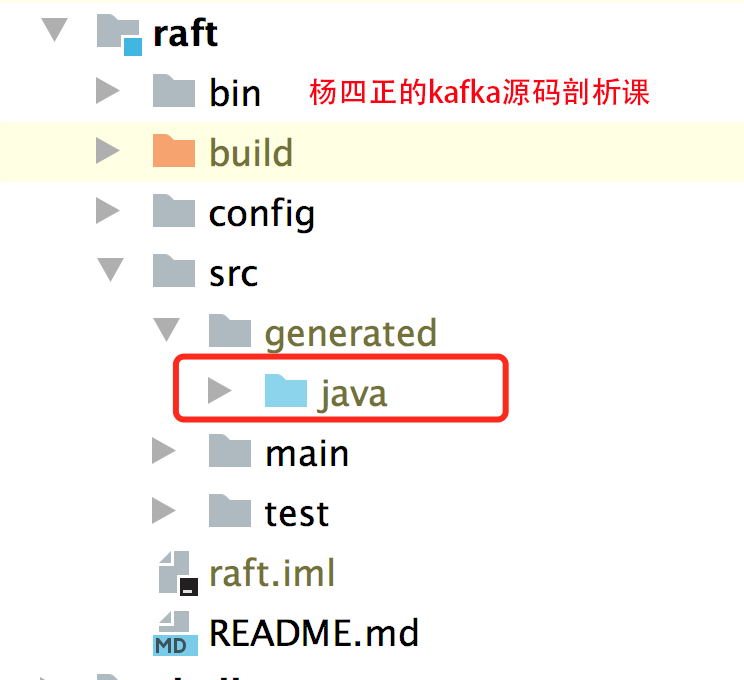 raft
bin 杨四正的kafka源码剖析课
build
config
src
generated
java
main
test
raft.iml
MD README.md